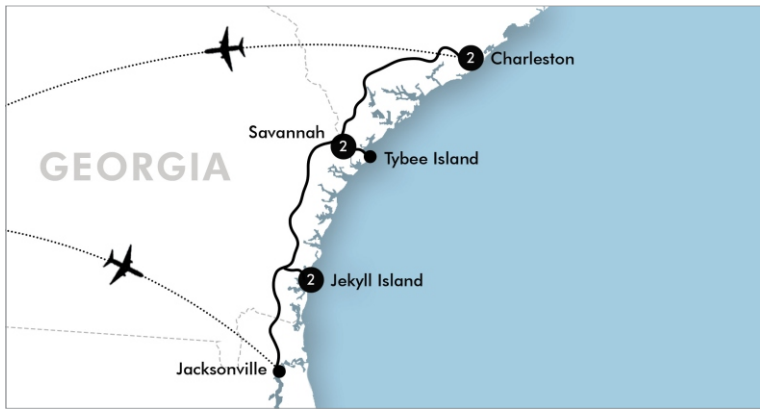 2 Charleston
Savannah 2
Tybee Island
GEORGIA
2 Jekyll Island
Jacksonville